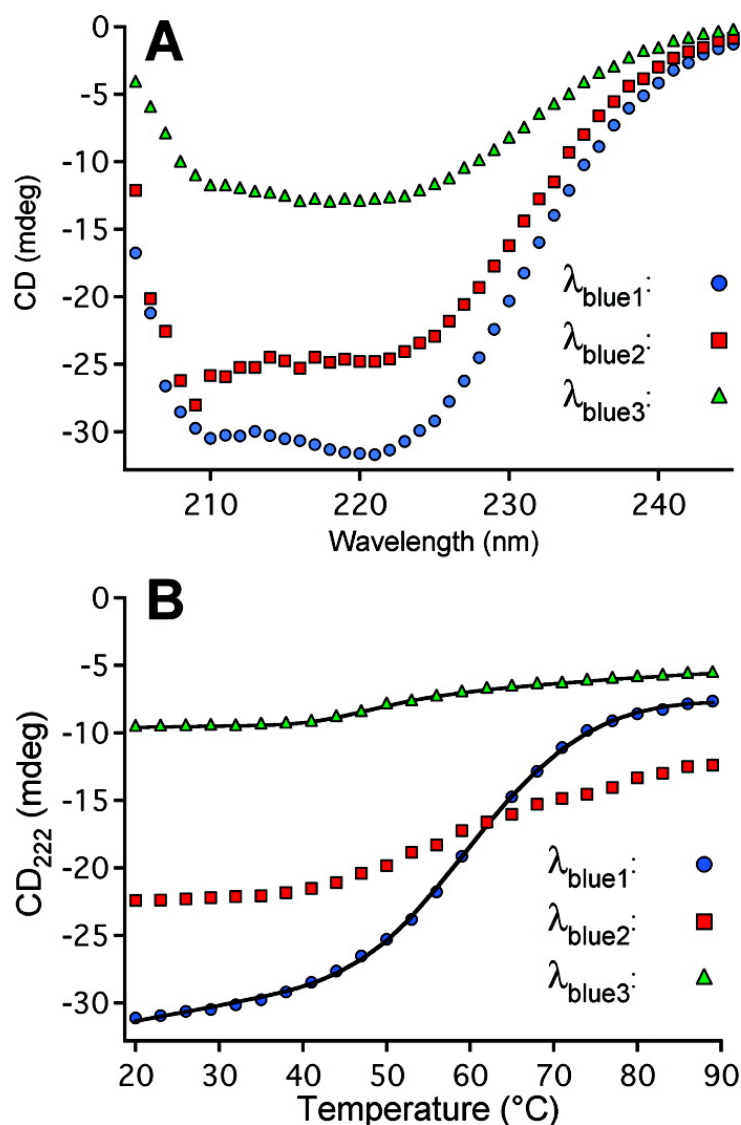 A
0
-5
-10
-15
-20
-25
-30
CD (mdeg)
λblue1:
λblue2:
λblue3:
210 220 230 240
Wavelength (nm)
B
0
-5
-10
-15
-20
-25
-30
CD222 (mdeg)
λblue1:
λblue2:
λblue3:
20 30 40 50 60 70 80 90
Temperature (°C)